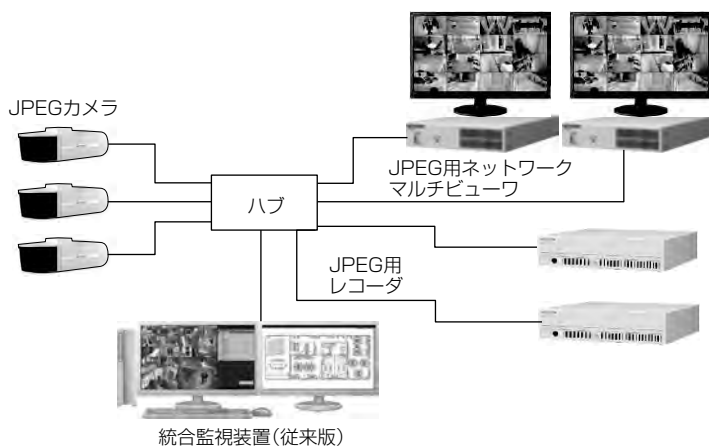 JPEGカメラ
JPEG用ネットワーク
マルチビューワ
ハブ
JPEG用
レコーダ
統合監視装置（従来版）